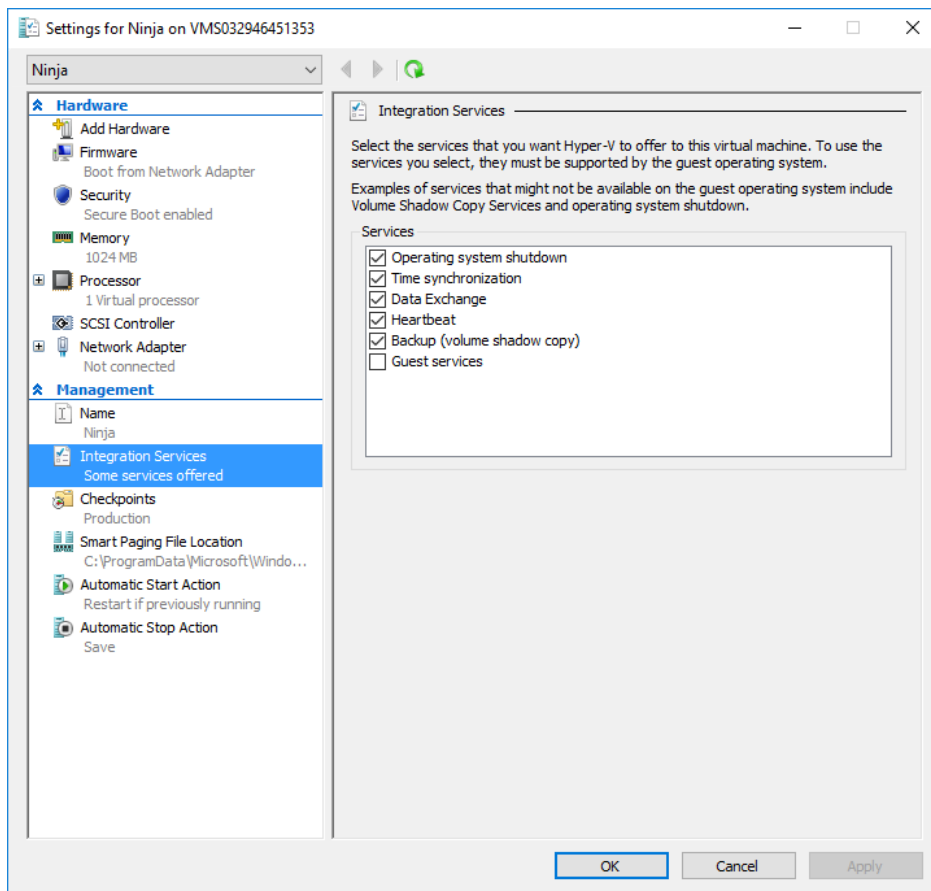 Settings for Ninja on VMS032946451353
Ninja
Hardware
Add Hardware
Firmware
Boot from Network Adapter
Security
Secure Boot enabled
Memory
1024 MB
Processor
1 Virtual processor
SCSI Controller
Network Adapter
Not connected
Management
Name
Ninja
Integration Services
Some services offered
Checkpoints
Production
Smart Paging File Location
C:\ProgramData\Microsoft\Windo...
Automatic Start Action
Restart if previously running
Automatic Stop Action
Save
Integration Services
Select the services that you want Hyper-V to offer to this virtual machine. To use the
services you select, they must be supported by the guest operating system.
Examples of services that might not be available on the guest operating system include
Volume Shadow Copy Services and operating system shutdown.
Services
Operating system shutdown
Time synchronization
Data Exchange
Heartbeat
Backup (volume shadow copy)
Guest services
OK
Cancel
Apply